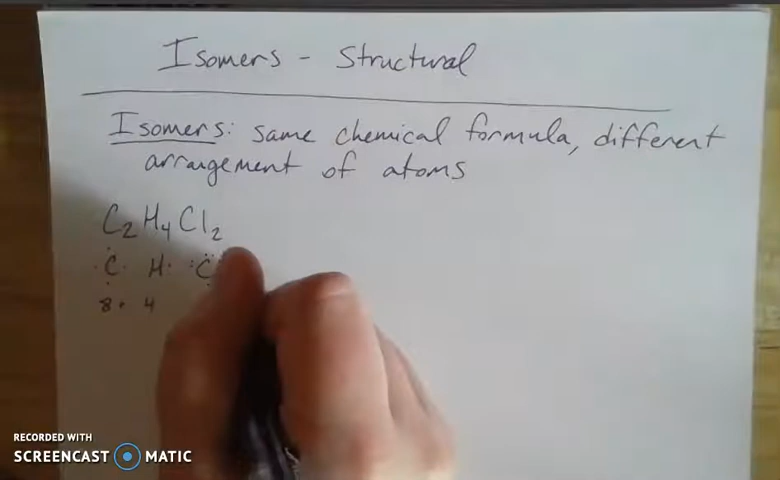 Isomers - Structural
Isomers: same chemical formula, different
arrangement of atoms
C₂H₄Cl₂
·C· H· :C
8+ 4
RECORDED WITH
SCREENCAST MATIC